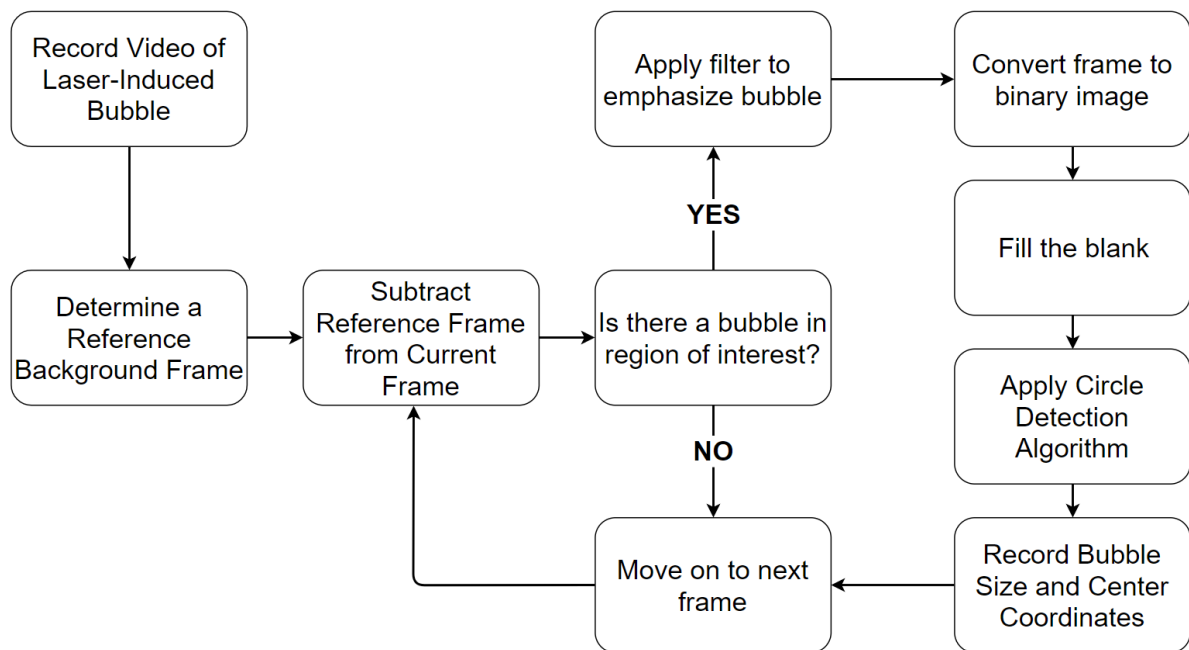 Record Video of
Laser-Induced
Bubble
Apply filter to
emphasize bubble
Convert frame to
binary image
YES
Fill the blank
Determine a
Reference
Background Frame
Subtract
Reference Frame
from Current
Frame
Is there a bubble in
region of interest?
Apply Circle
Detection
Algorithm
NO
Move on to next
frame
Record Bubble
Size and Center
Coordinates